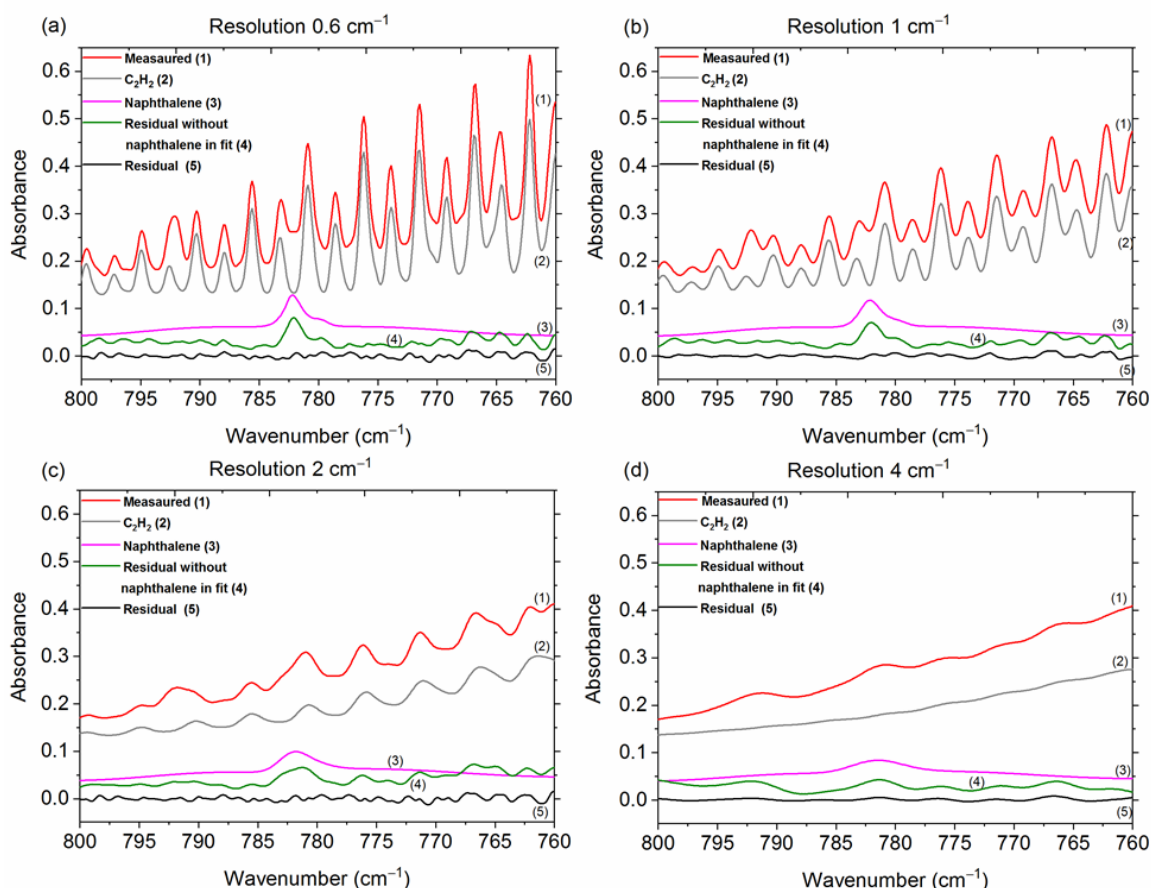 (a) Resolution 0.6 cm⁻¹
Measaured (1)
C₂H₂ (2)
Naphthalene (3)
Residual without
naphthalene in fit (4)
Residual (5)
(1)
(2)
(3)
(4)
(5)
0.6
0.5
0.4
0.3
0.2
0.1
0.0
Absorbance
800 795 790 785 780 775 770 765 760
Wavenumber (cm⁻¹)
(b) Resolution 1 cm⁻¹
Measaured (1)
C₂H₂ (2)
Naphthalene (3)
Residual without
naphthalene in fit (4)
Residual (5)
(1)
(2)
(3)
(4)
(5)
0.6
0.5
0.4
0.3
0.2
0.1
0.0
Absorbance
800 795 790 785 780 775 770 765 760
Wavenumber (cm⁻¹)
(c) Resolution 2 cm⁻¹
Measaured (1)
C₂H₂ (2)
Naphthalene (3)
Residual without
naphthalene in fit (4)
Residual (5)
(1)
(2)
(3)
(4)
(5)
0.6
0.5
0.4
0.3
0.2
0.1
0.0
Absorbance
800 795 790 785 780 775 770 765 760
Wavenumber (cm⁻¹)
(d) Resolution 4 cm⁻¹
Measaured (1)
C₂H₂ (2)
Naphthalene (3)
Residual without
naphthalene in fit (4)
Residual (5)
(1)
(2)
(3)
(4)
(5)
0.6
0.5
0.4
0.3
0.2
0.1
0.0
Absorbance
800 795 790 785 780 775 770 765 760
Wavenumber (cm⁻¹)